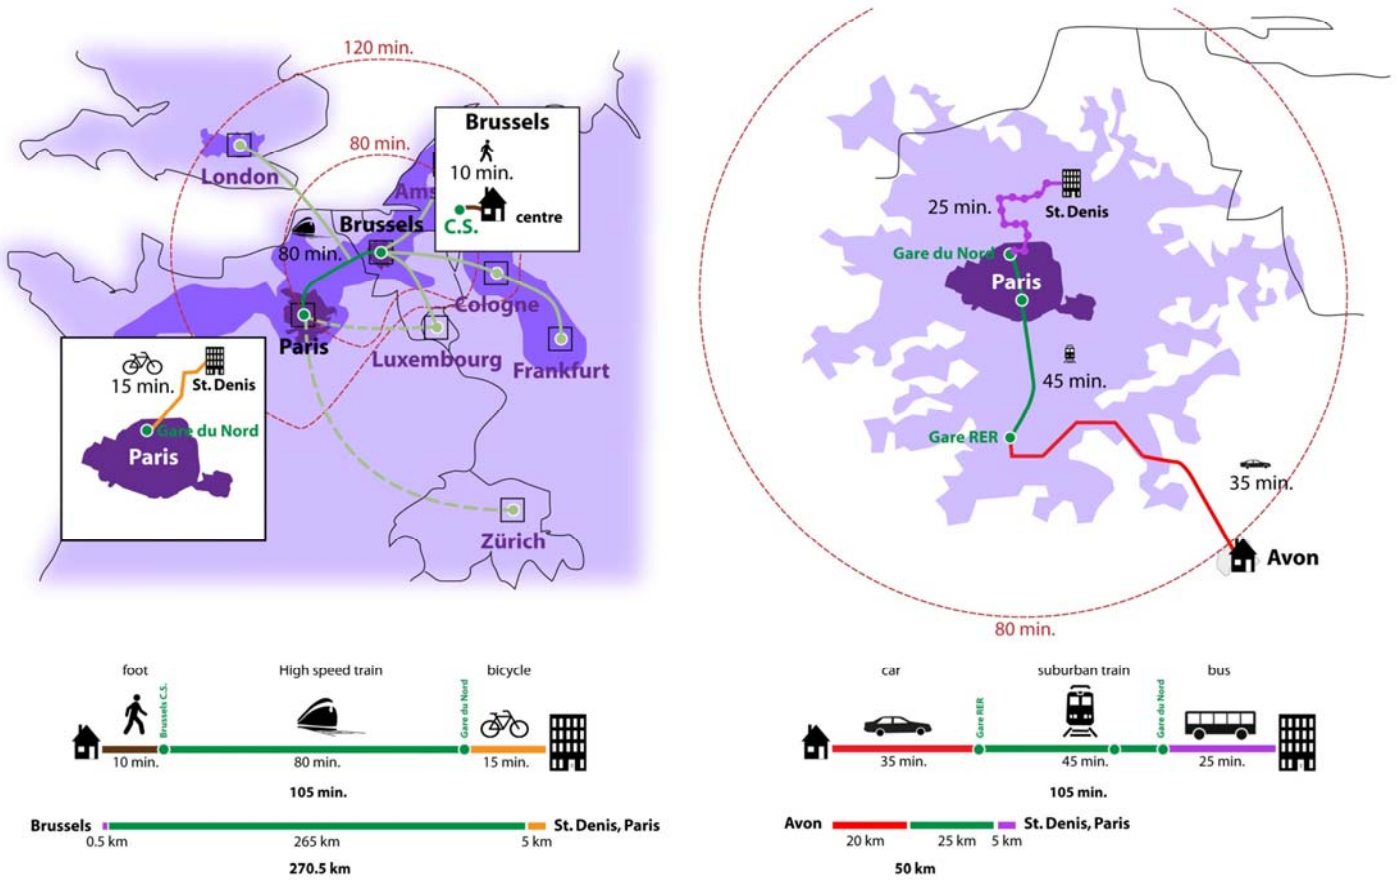 120 min.
80 min.
London
Ams
Brussels
80 min.
Cologne
Paris
Luxembourg
Frankfurt
Zürich
Brussels
10 min.
centre
C.S.
15 min.
St. Denis
Gare du Nord
Paris
25 min.
St. Denis
Gare du Nord
Paris
45 min.
Gare RER
35 min.
Avon
80 min.
foot
High speed train
bicycle
Brussels C.S.
Gare du Nord
10 min.
80 min.
15 min.
105 min.
Brussels
St. Denis, Paris
0.5 km
265 km
5 km
270.5 km
car
suburban train
bus
Gare RER
Gare du Nord
35 min.
45 min.
25 min.
105 min.
Avon
St. Denis, Paris
20 km
25 km
5 km
50 km